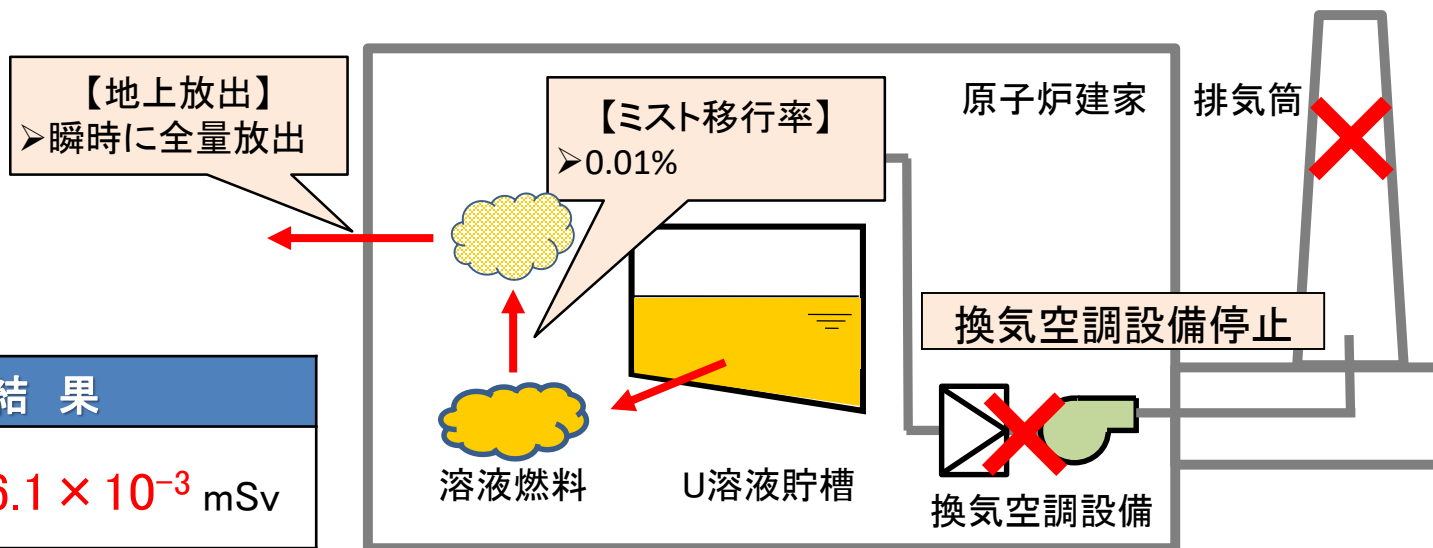 【地上放出】
➢瞬時に全量放出
【ミスト移行率】
➢0.01%
原子炉建家
排気筒
換気空調設備停止
結 果
6.1 × 10⁻³ mSv
溶液燃料
U溶液貯槽
換気空調設備